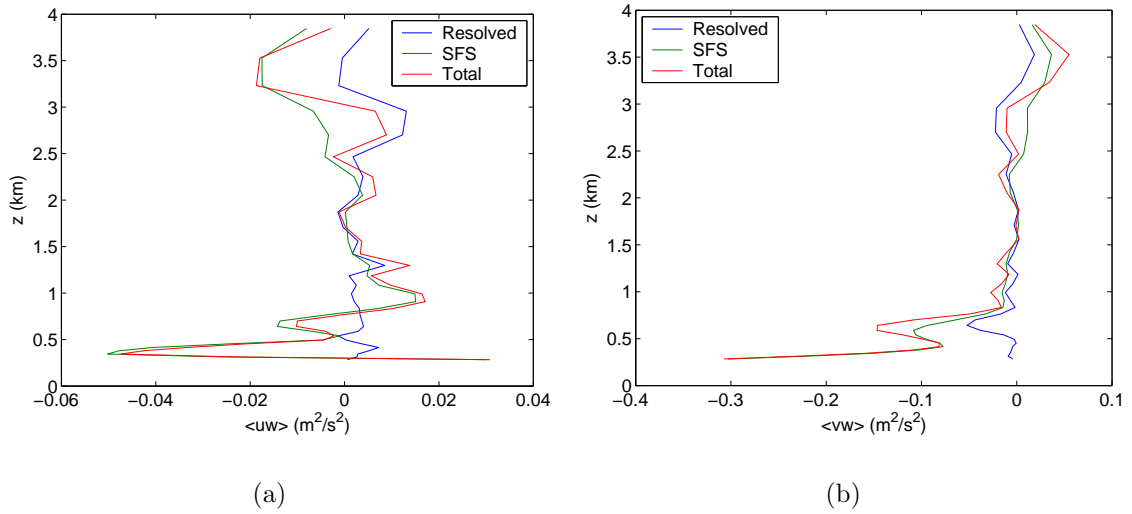 4
3.5
3
2.5
2
1.5
1
0.5
0
z (km)
−0.06
−0.04
−0.02
0
0.02
0.04
<uw> (m²/s²)
Resolved
SFS
Total
(a)
4
3.5
3
2.5
2
1.5
1
0.5
0
z (km)
−0.4
−0.3
−0.2
−0.1
0
0.1
<vw> (m²/s²)
Resolved
SFS
Total
(b)